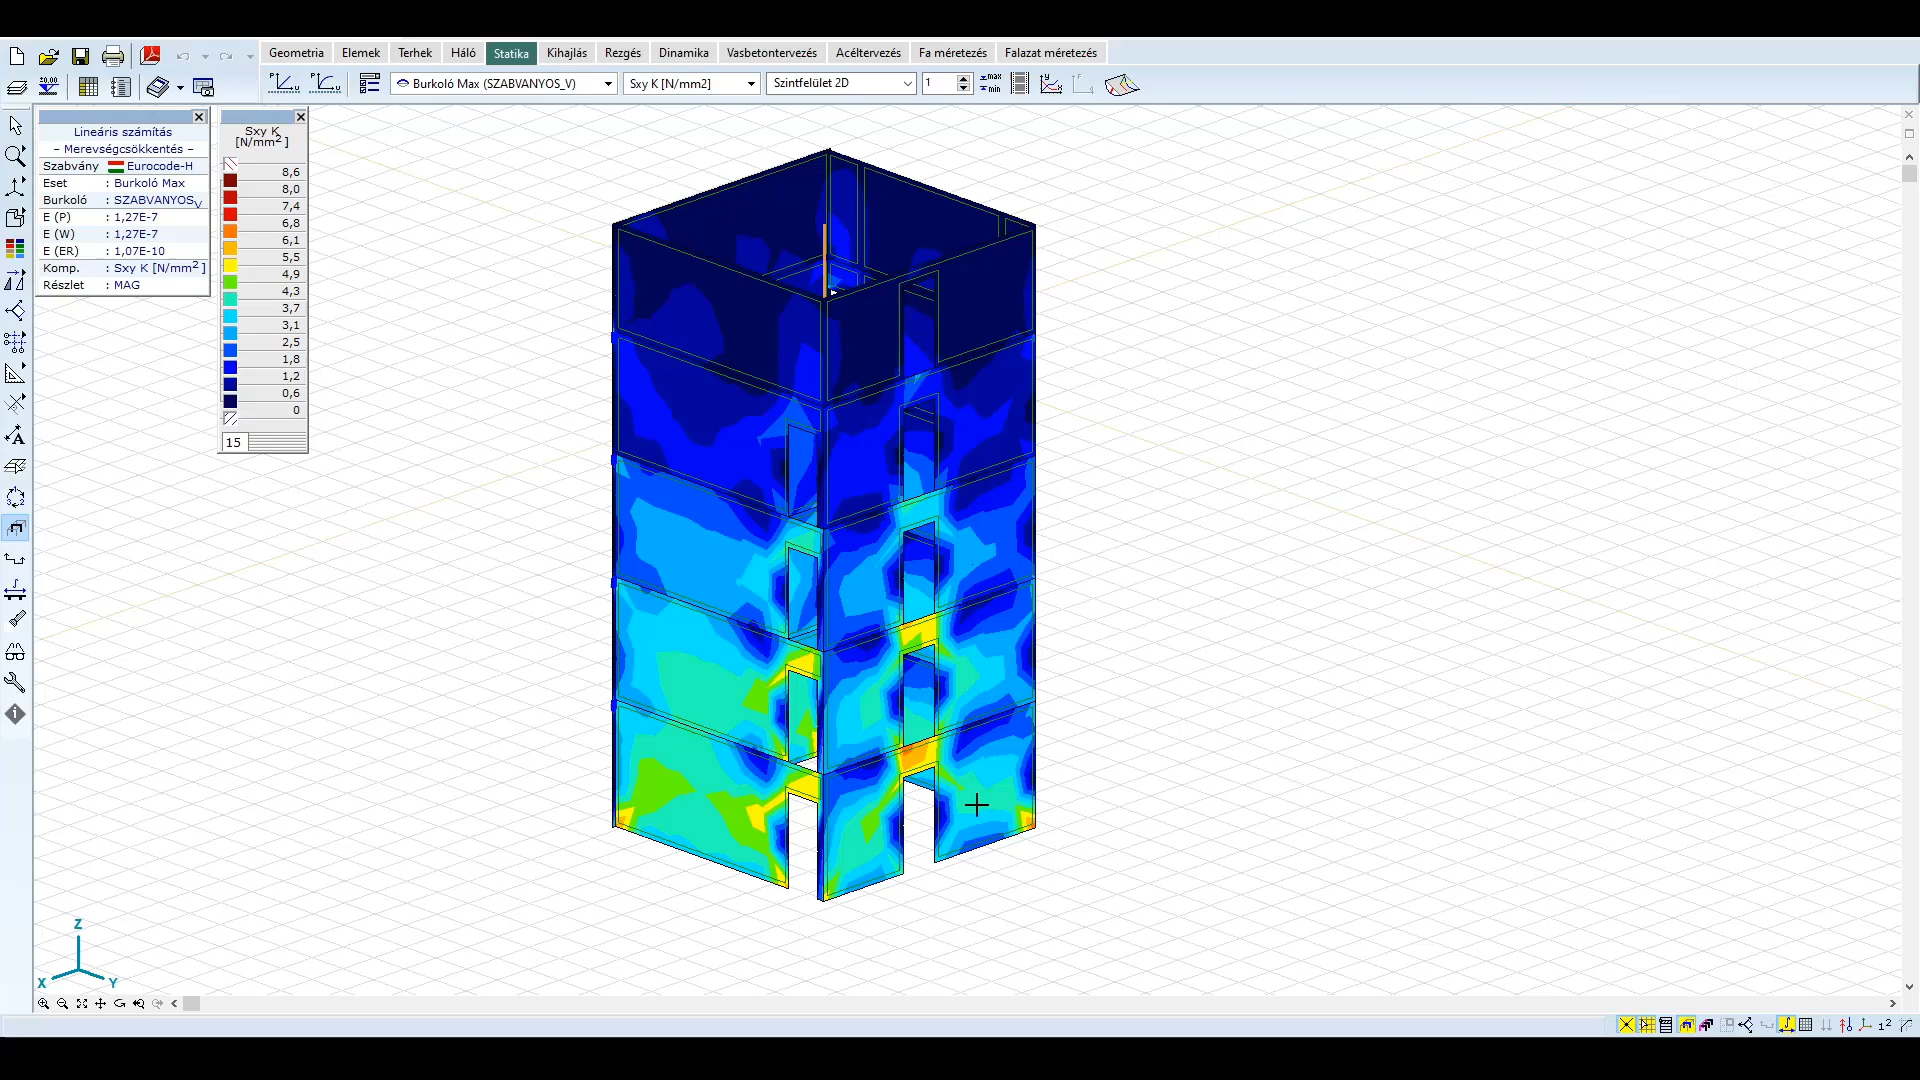 Geometria Elemek Terhek Háló Statika Kihajlás Rezgés Dinamika Vasbetontervezés Acéltervezés Fa méretezés Falazat méretezés
Burkoló Max (SZABVANYOS_V) Sxy K [N/mm2] Szintfelület 2D 1
Lineáris számítás
- Merevségcsökkentés -
Szabvány Eurocode-H
Eset : Burkoló Max
Burkoló : SZABVANYOS_V
E (P) : 1,27E-7
E (W) : 1,27E-7
E (ER) : 1,07E-10
Komp. : Sxy K [N/mm2]
Részlet : MAG
Sxy K
[N/mm2]
8,6
8,0
7,4
6,8
6,1
5,5
4,9
4,3
3,7
3,1
2,5
1,8
1,2
0,6
0
15
Z
X Y